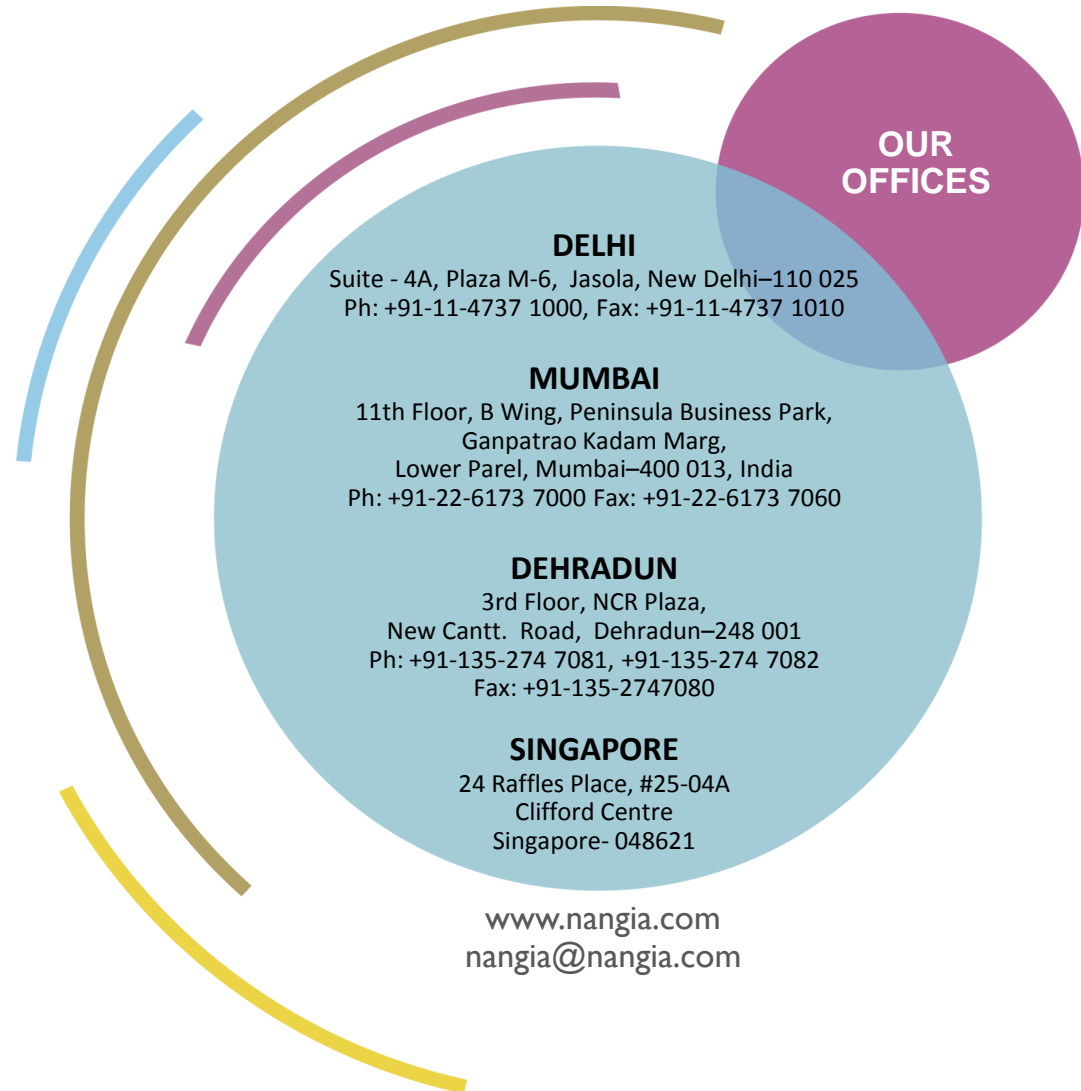 OUR
OFFICES
DELHI
Suite - 4A, Plaza M-6, Jasola, New Delhi–110 025
Ph: +91-11-4737 1000, Fax: +91-11-4737 1010
MUMBAI
11th Floor, B Wing, Peninsula Business Park,
Ganpatrao Kadam Marg,
Lower Parel, Mumbai–400 013, India
Ph: +91-22-6173 7000 Fax: +91-22-6173 7060
DEHRADUN
3rd Floor, NCR Plaza,
New Cantt. Road, Dehradun–248 001
Ph: +91-135-274 7081, +91-135-274 7082
Fax: +91-135-2747080
SINGAPORE
24 Raffles Place, #25-04A
Clifford Centre
Singapore- 048621
www.nangia.com
nangia@nangia.com